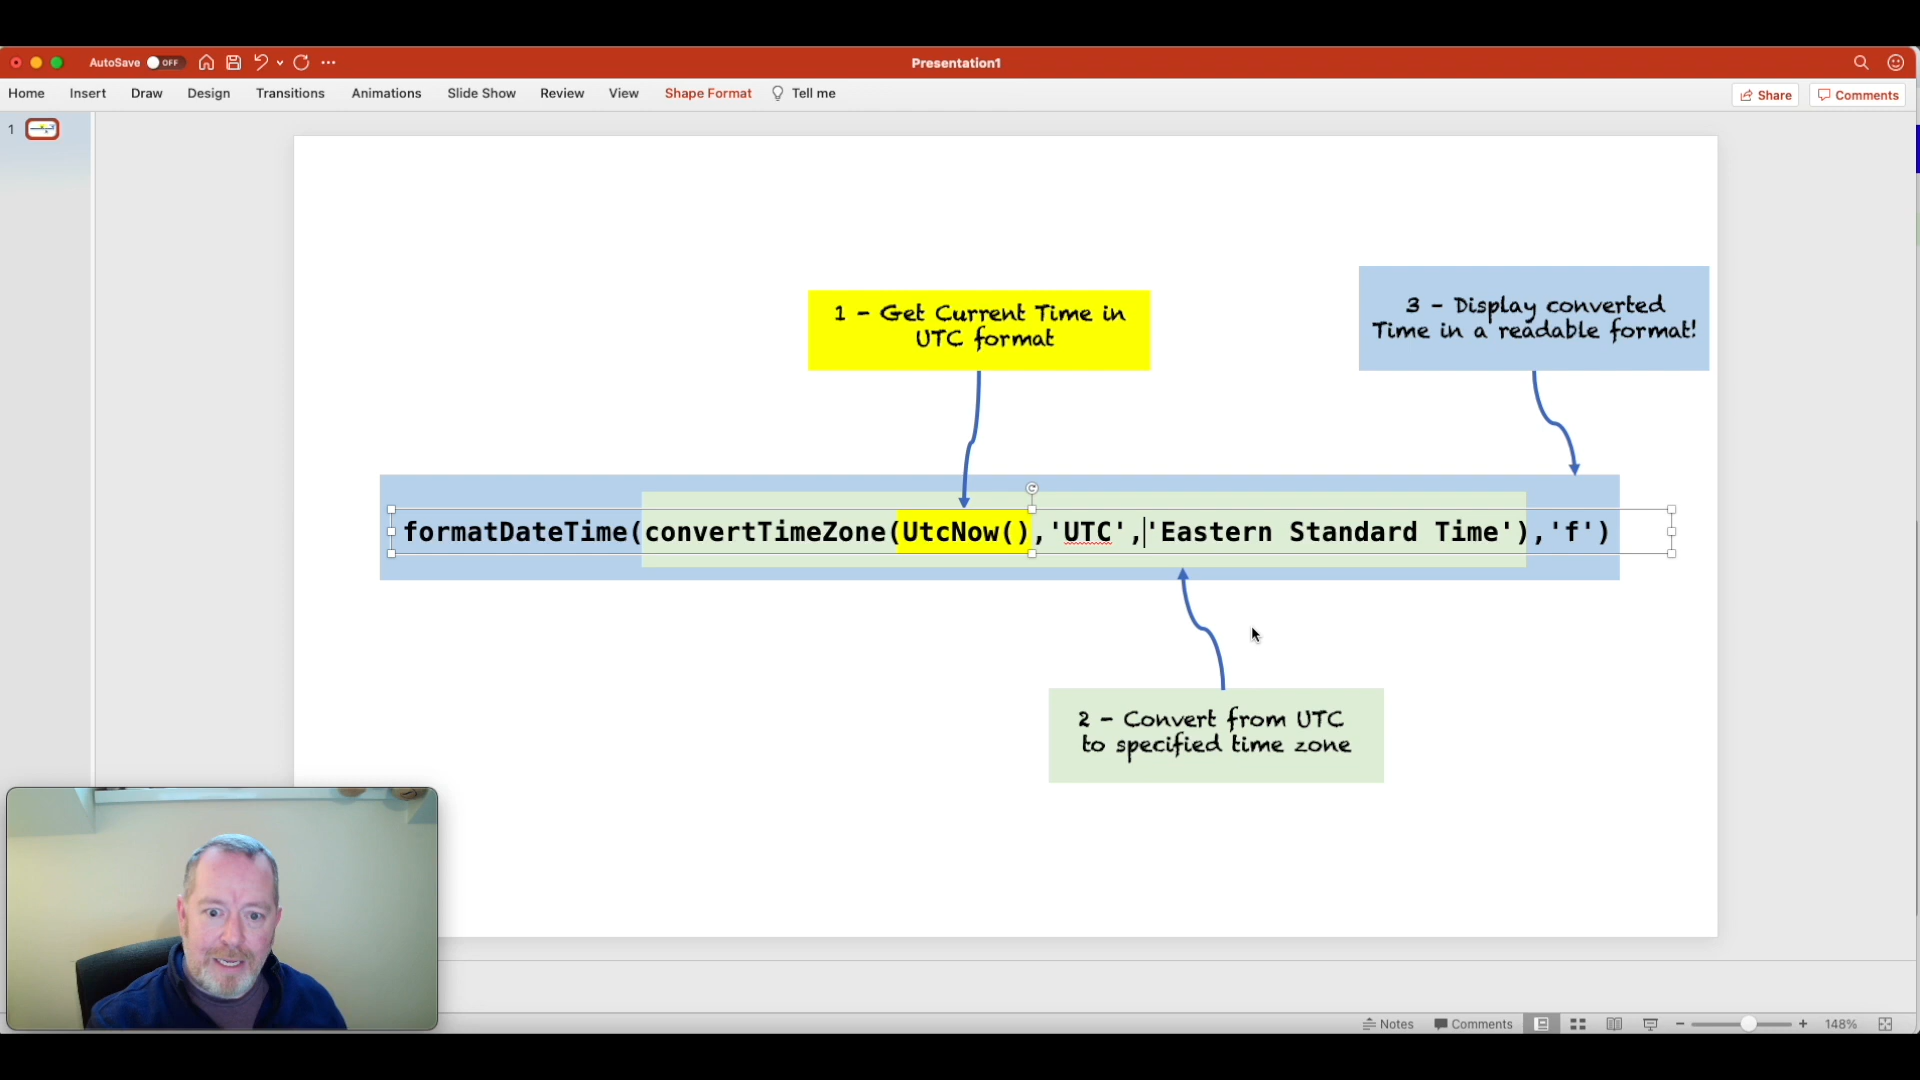 AutoSave OFF
Presentation1
Home Insert Draw Design Transitions Animations Slide Show Review View Shape Format Tell me
Share Comments
1
1 - Get Current Time in
UTC format
3 - Display converted
Time in a readable format!
formatDateTime(convertTimeZone(UtcNow(),'UTC','Eastern Standard Time'),'f')
2 - Convert from UTC
to specified time zone
Notes Comments 148%